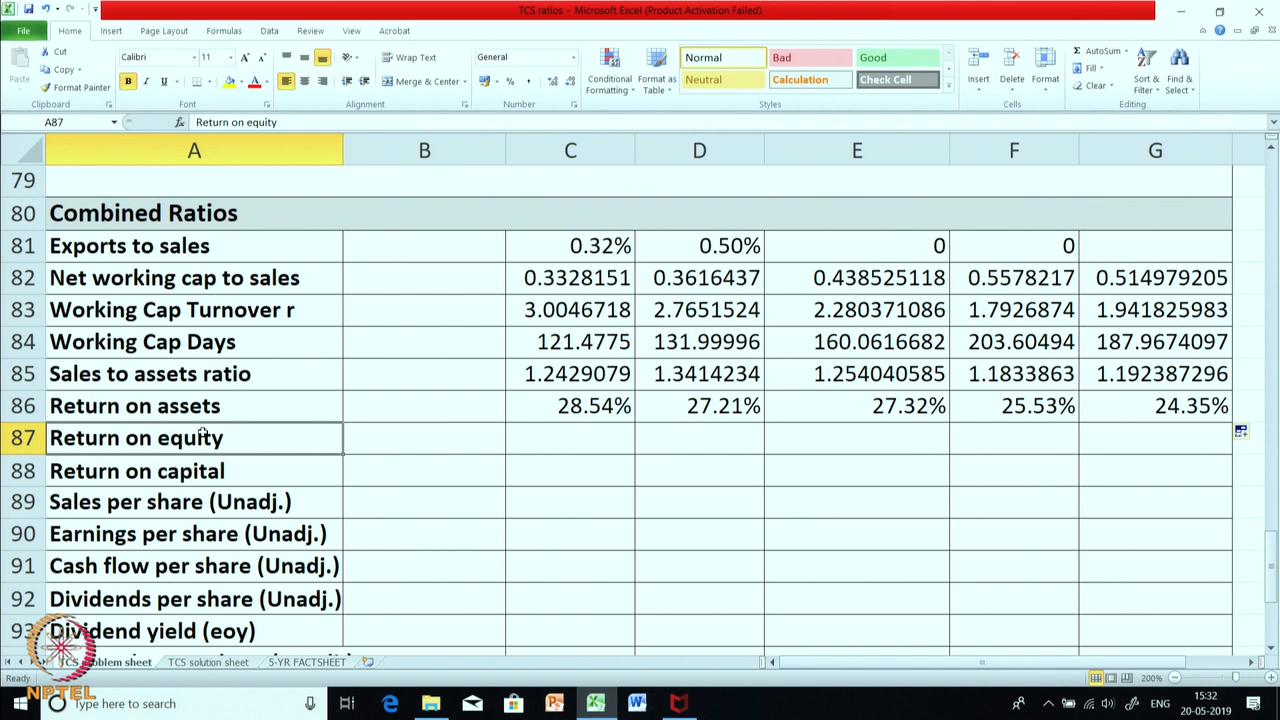 TCS ratios - Microsoft Excel (Product Activation Failed)
File Home Insert Page Layout Formulas Data Review View Acrobat
Paste Cut Copy Format Painter Clipboard
Calibri 11 Font
Wrap Text Merge & Center Alignment
General Number
Conditional Formatting Format as Table
Normal Bad Good
Neutral Calculation Check Cell
Styles
Insert Delete Format Cells
AutoSum Fill Clear Sort & Filter Find & Select Editing
A87 fx Return on equity
A B C D E F G
79
80 Combined Ratios
81 Exports to sales 0.32% 0.50% 0 0
82 Net working cap to sales 0.3328151 0.3616437 0.438525118 0.5578217 0.514979205
83 Working Cap Turnover r 3.0046718 2.7651524 2.280371086 1.7926874 1.941825983
84 Working Cap Days 121.4775 131.99996 160.0616682 203.60494 187.9674097
85 Sales to assets ratio 1.2429079 1.3414234 1.254040585 1.1833863 1.192387296
86 Return on assets 28.54% 27.21% 27.32% 25.53% 24.35%
87 Return on equity
88 Return on capital
89 Sales per share (Unadj.)
90 Earnings per share (Unadj.)
91 Cash flow per share (Unadj.)
92 Dividends per share (Unadj.)
93 Dividend yield (eoy)
TCS problem sheet TCS solution sheet 5-YR FACTSHEET
Ready 200%
NPTEL
Type here to search ENG 15:32
20-05-2019